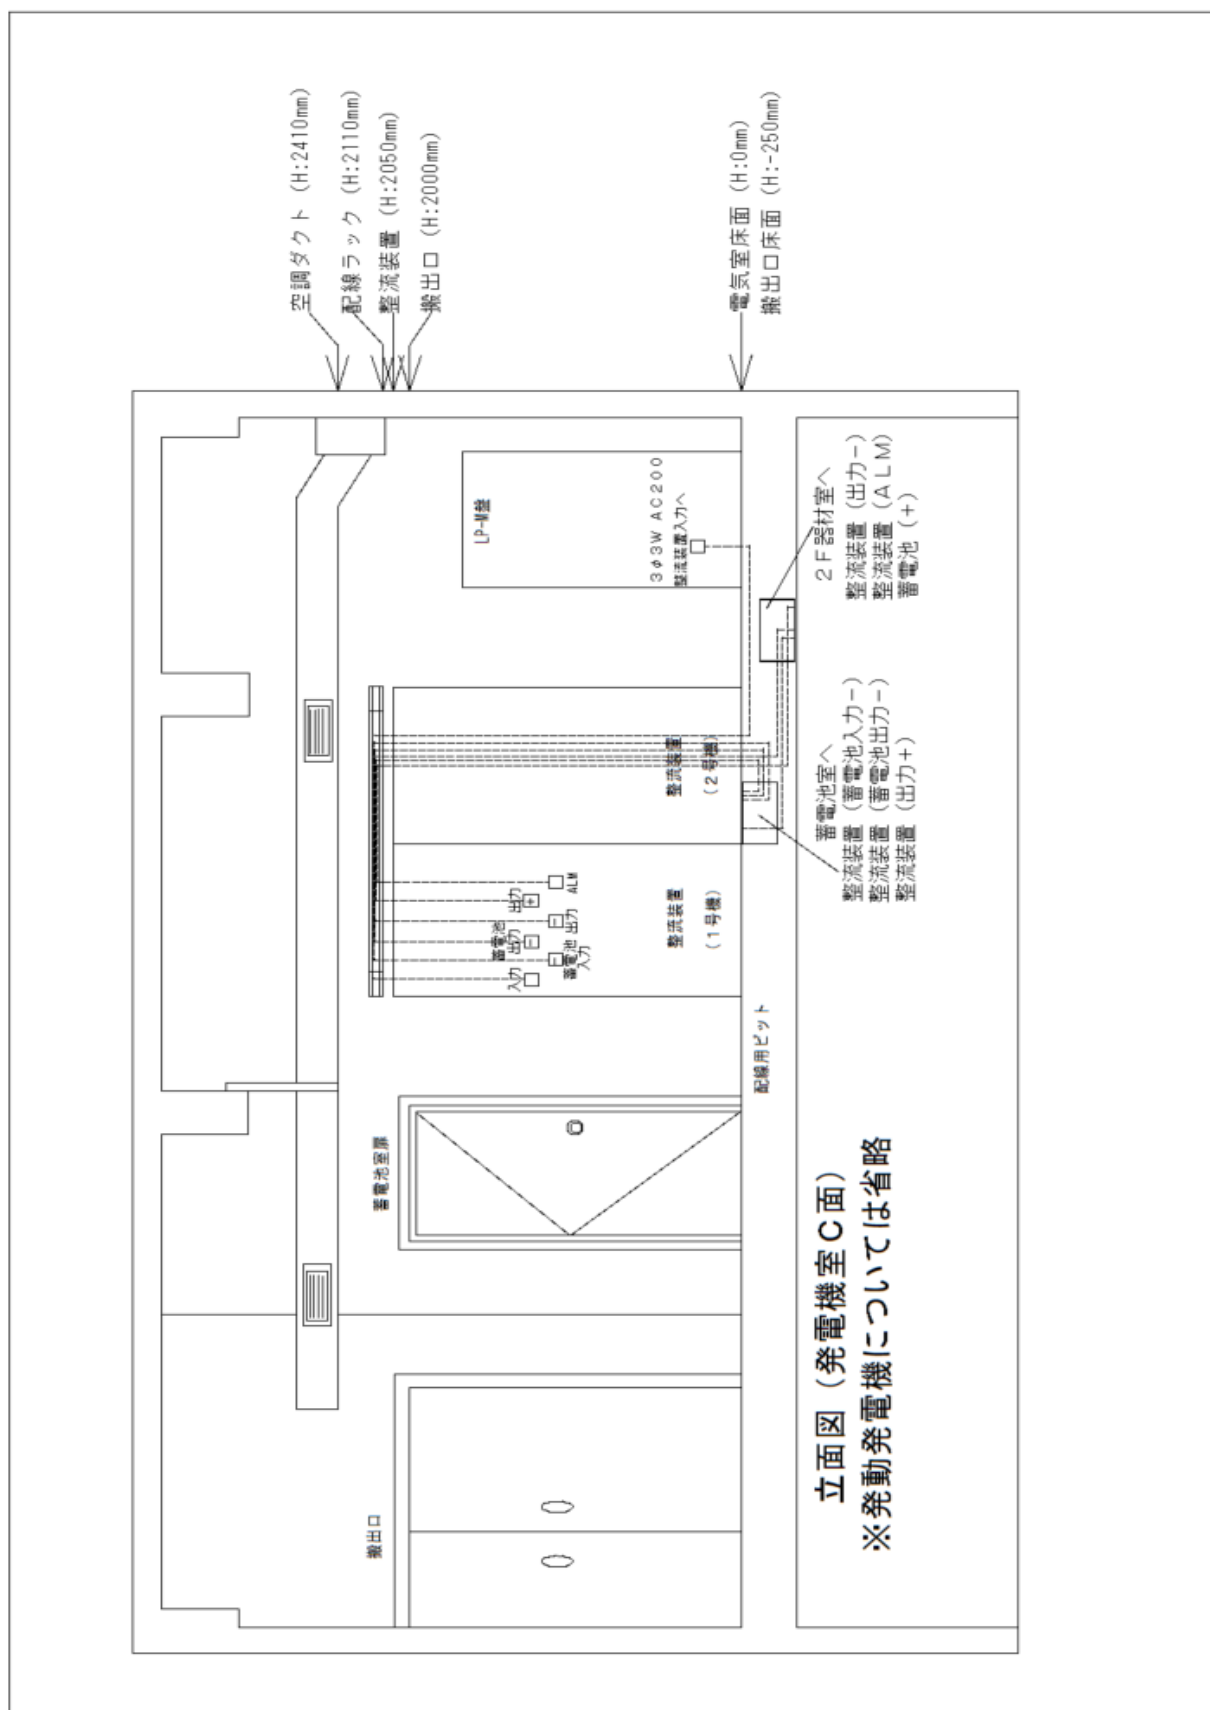 空調ダクト（H:2410mm）
配線ラック（H:2110mm）
整流装置（H:2050mm）
搬出口（H:2000mm）
電気室床面（H:0mm）
搬出口床面（H:-250mm）
搬出口
蓄電池室扉
入力
蓄電池
入力
蓄電池
出力
出力
出力
ALM
－
－
－
＋
整流装置
（１号機）
整流装置
（２号機）
LP-M盤
３φ３W AC200
整流装置入力へ
配線用ピット
蓄電池室へ
整流装置（蓄電池入力－）
整流装置（蓄電池出力－）
整流装置（出力＋）
２Ｆ器材室へ
整流装置（出力－）
整流装置（ＡＬＭ）
蓄電池（＋）
立面図（発電機室Ｃ面）
※発動発電機については省略